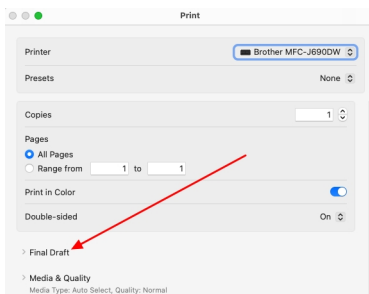 Print
Printer Brother MFC-J690DW
Presets None
Copies 1
Pages
All Pages
Range from 1 to 1
Print in Color
Double-sided On
Final Draft
Media & Quality
Media Type: Auto Select, Quality: Normal